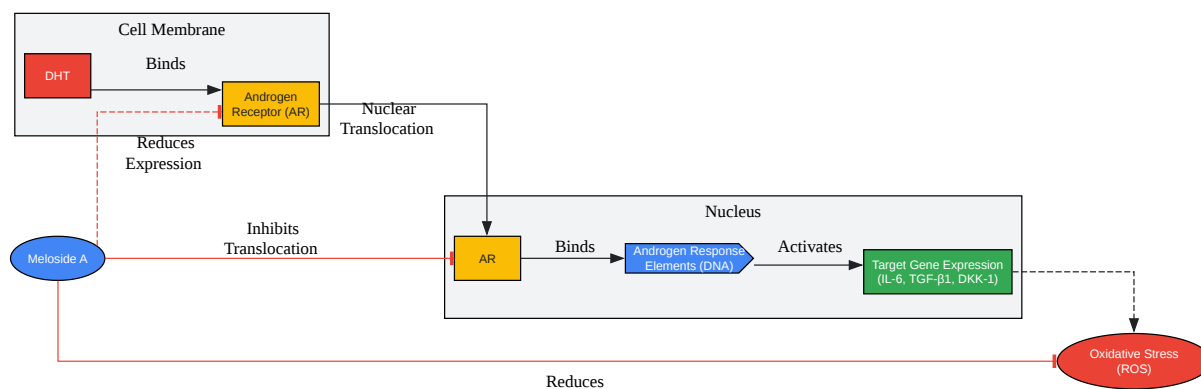 Cell Membrane
DHT
Binds
Androgen
Receptor (AR)
Nuclear
Translocation
Reduces
Expression
Nucleus
Inhibits
Translocation
Meloside A
AR
Binds
Androgen Response
Elements (DNA)
Activates
Target Gene Expression
(IL-6, TGF-β1, DKK-1)
Oxidative Stress
(ROS)
Reduces